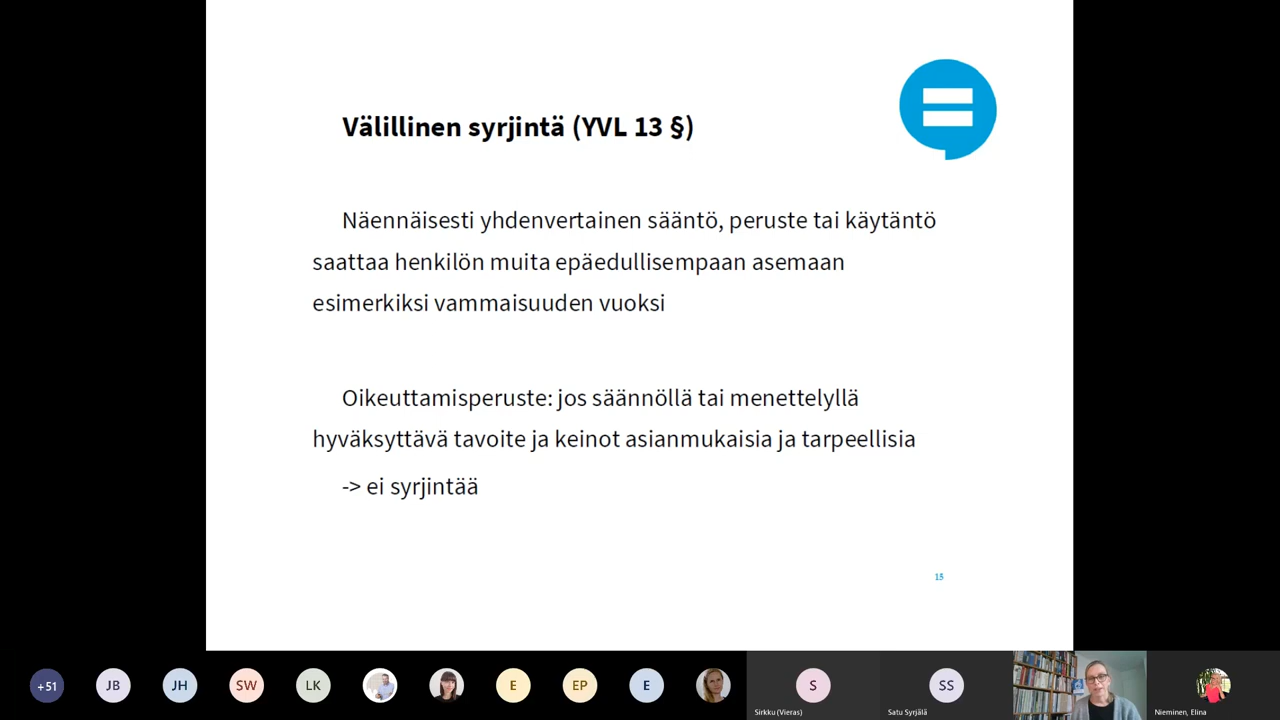 Välillinen syrjintä (YVL 13 §)
Näennäisesti yhdenvertainen sääntö, peruste tai käytäntö
saattaa henkilön muita epäedullisempaan asemaan
esimerkiksi vammaisuuden vuoksi
Oikeuttamisperuste: jos säännöllä tai menettelyllä
hyväksyttävä tavoite ja keinot asianmukaisia ja tarpeellisia
-> ei syrjintää
15
+51
JB
JH
SW
LK
E
EP
E
S
SS
Sirkku (Vieras)
Satu Syrjälä
Nieminen, Elina